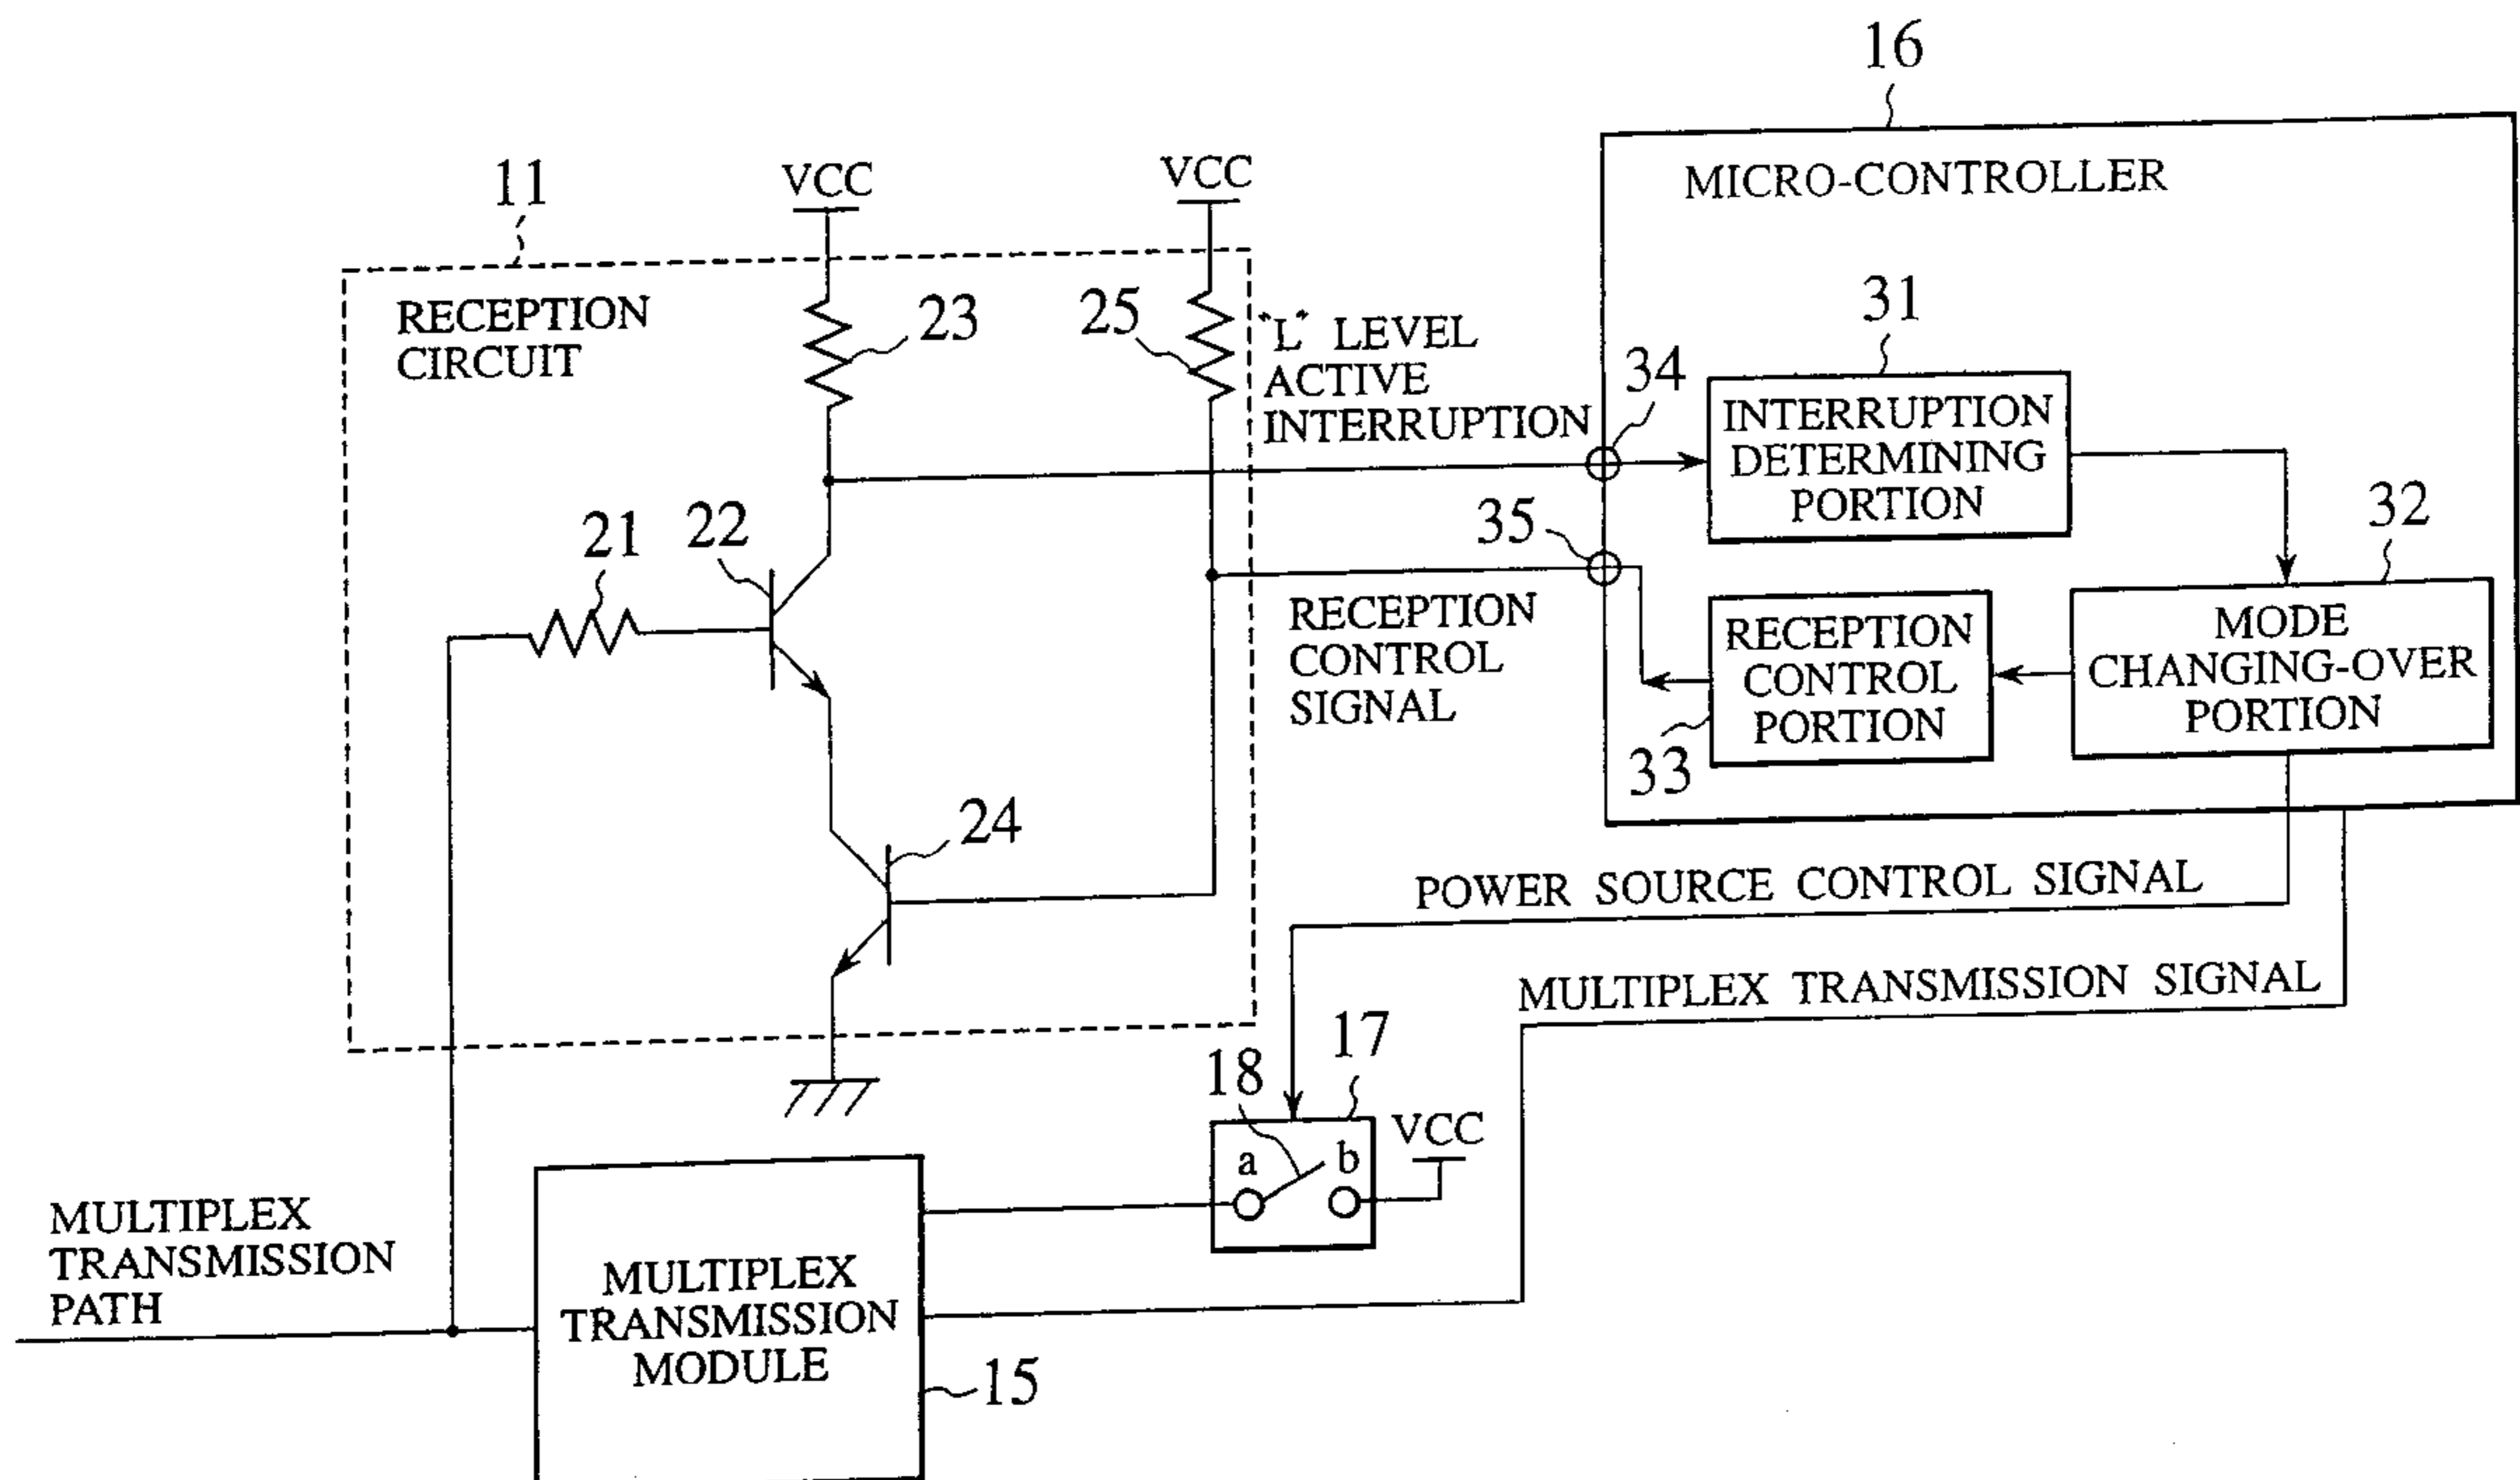 16
MICRO-CONTROLLER
11
VCC
VCC
RECEPTION
CIRCUIT
23
25
"L" LEVEL
ACTIVE
INTERRUPTION
34
31
INTERRUPTION
DETERMINING
PORTION
21
22
35
32
RECEPTION
CONTROL
SIGNAL
RECEPTION
CONTROL
PORTION
33
MODE
CHANGING-OVER
PORTION
24
POWER SOURCE CONTROL SIGNAL
MULTIPLEX TRANSMISSION SIGNAL
18
17
a
b
VCC
MULTIPLEX
TRANSMISSION
PATH
MULTIPLEX
TRANSMISSION
MODULE
15